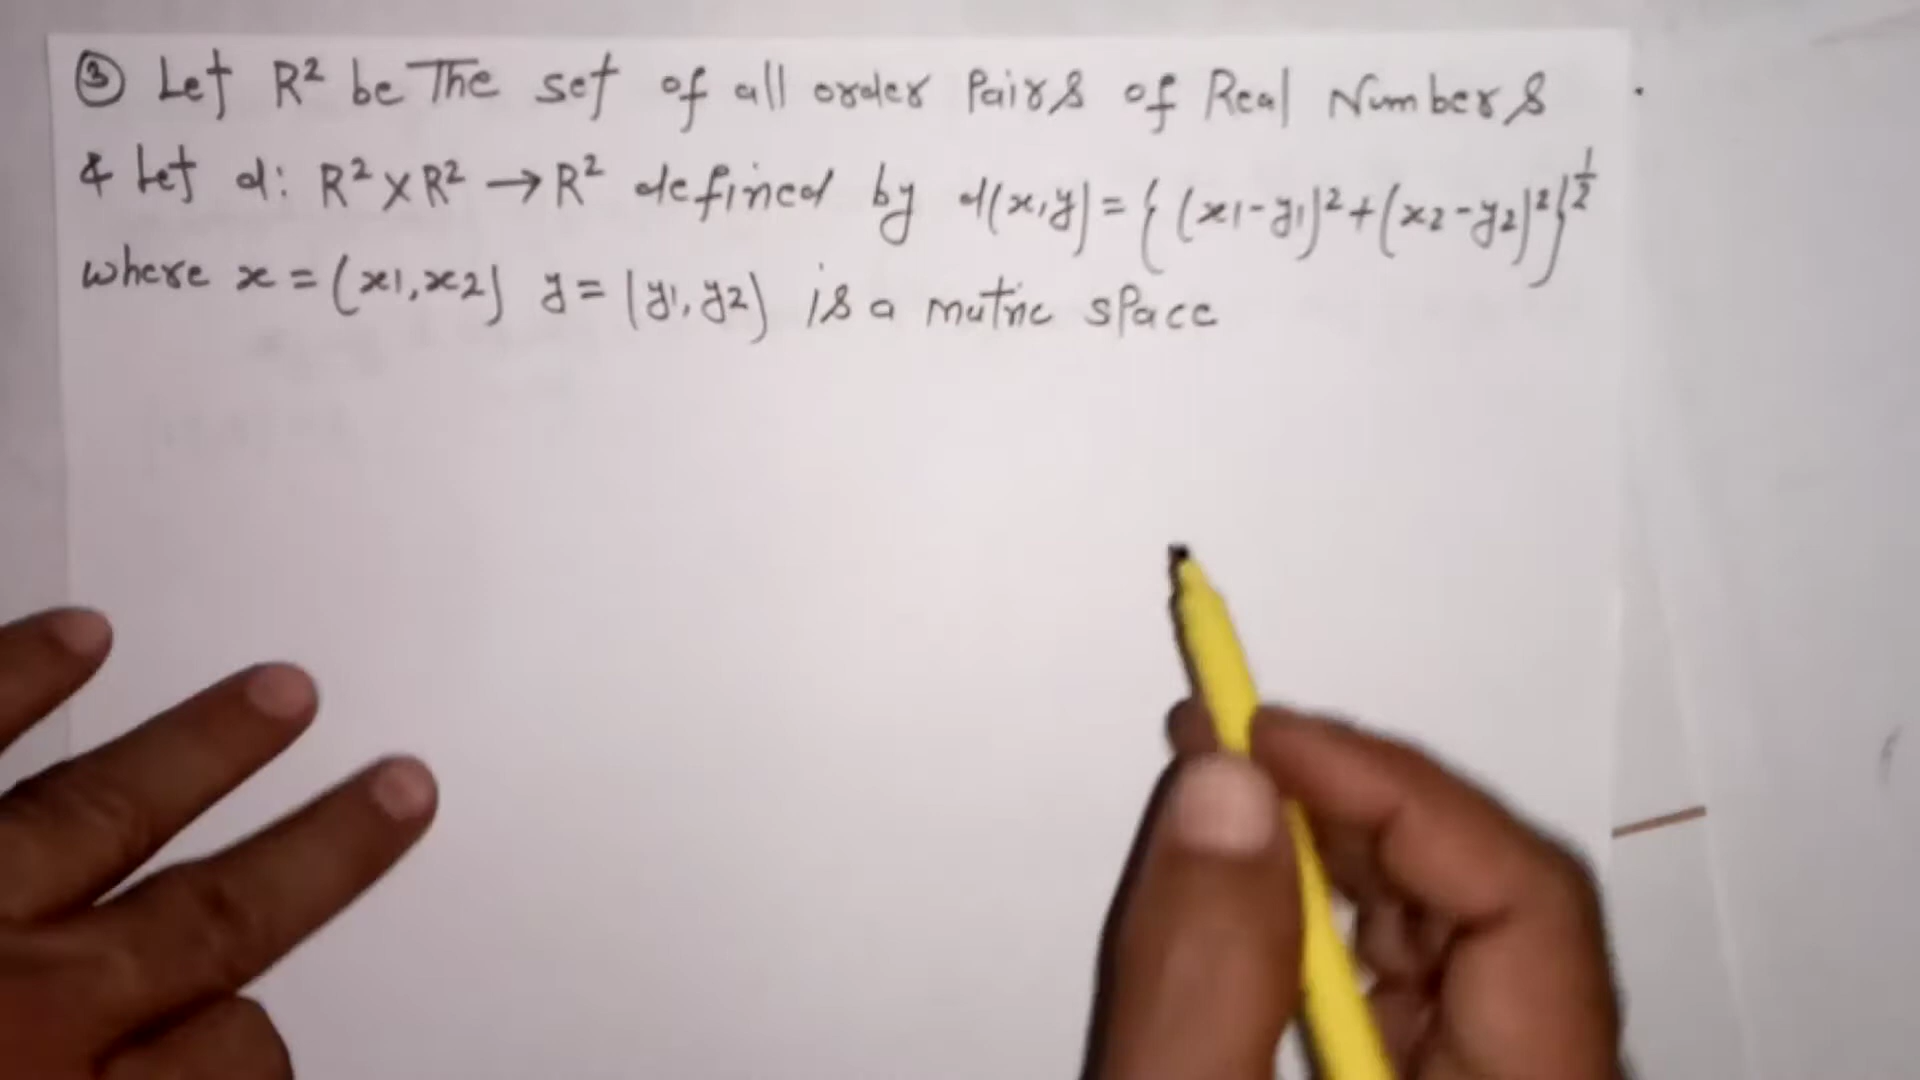 ③ Let R² be The set of all order Pairs of Real Numbers
& Let d: R² × R² → R² defined by d(x,y) = {(x1-y1)²+(x2-y2)²}^1/2
where x = (x1,x2) y = (y1,y2) is a mutric space